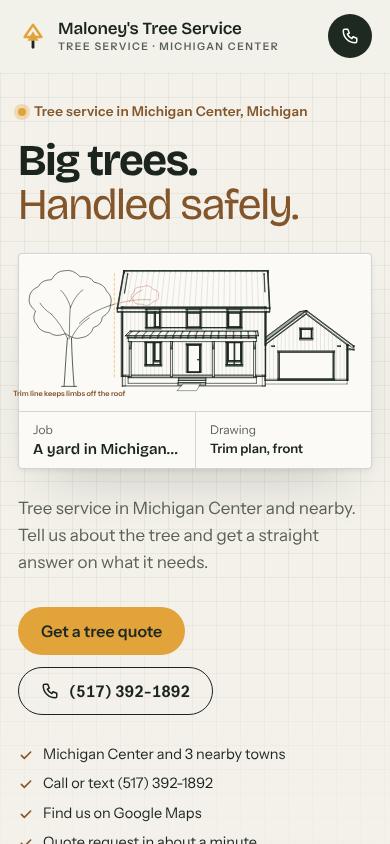 Maloney's Tree Service
TREE SERVICE · MICHIGAN CENTER
Tree service in Michigan Center, Michigan
Big trees.
Handled safely.
Trim line keeps limbs off the roof
Job
A yard in Michigan...
Drawing
Trim plan, front
Tree service in Michigan Center and nearby.
Tell us about the tree and get a straight
answer on what it needs.
Get a tree quote
(517) 392-1892
Michigan Center and 3 nearby towns
Call or text (517) 392-1892
Find us on Google Maps
Quote request in about a minute